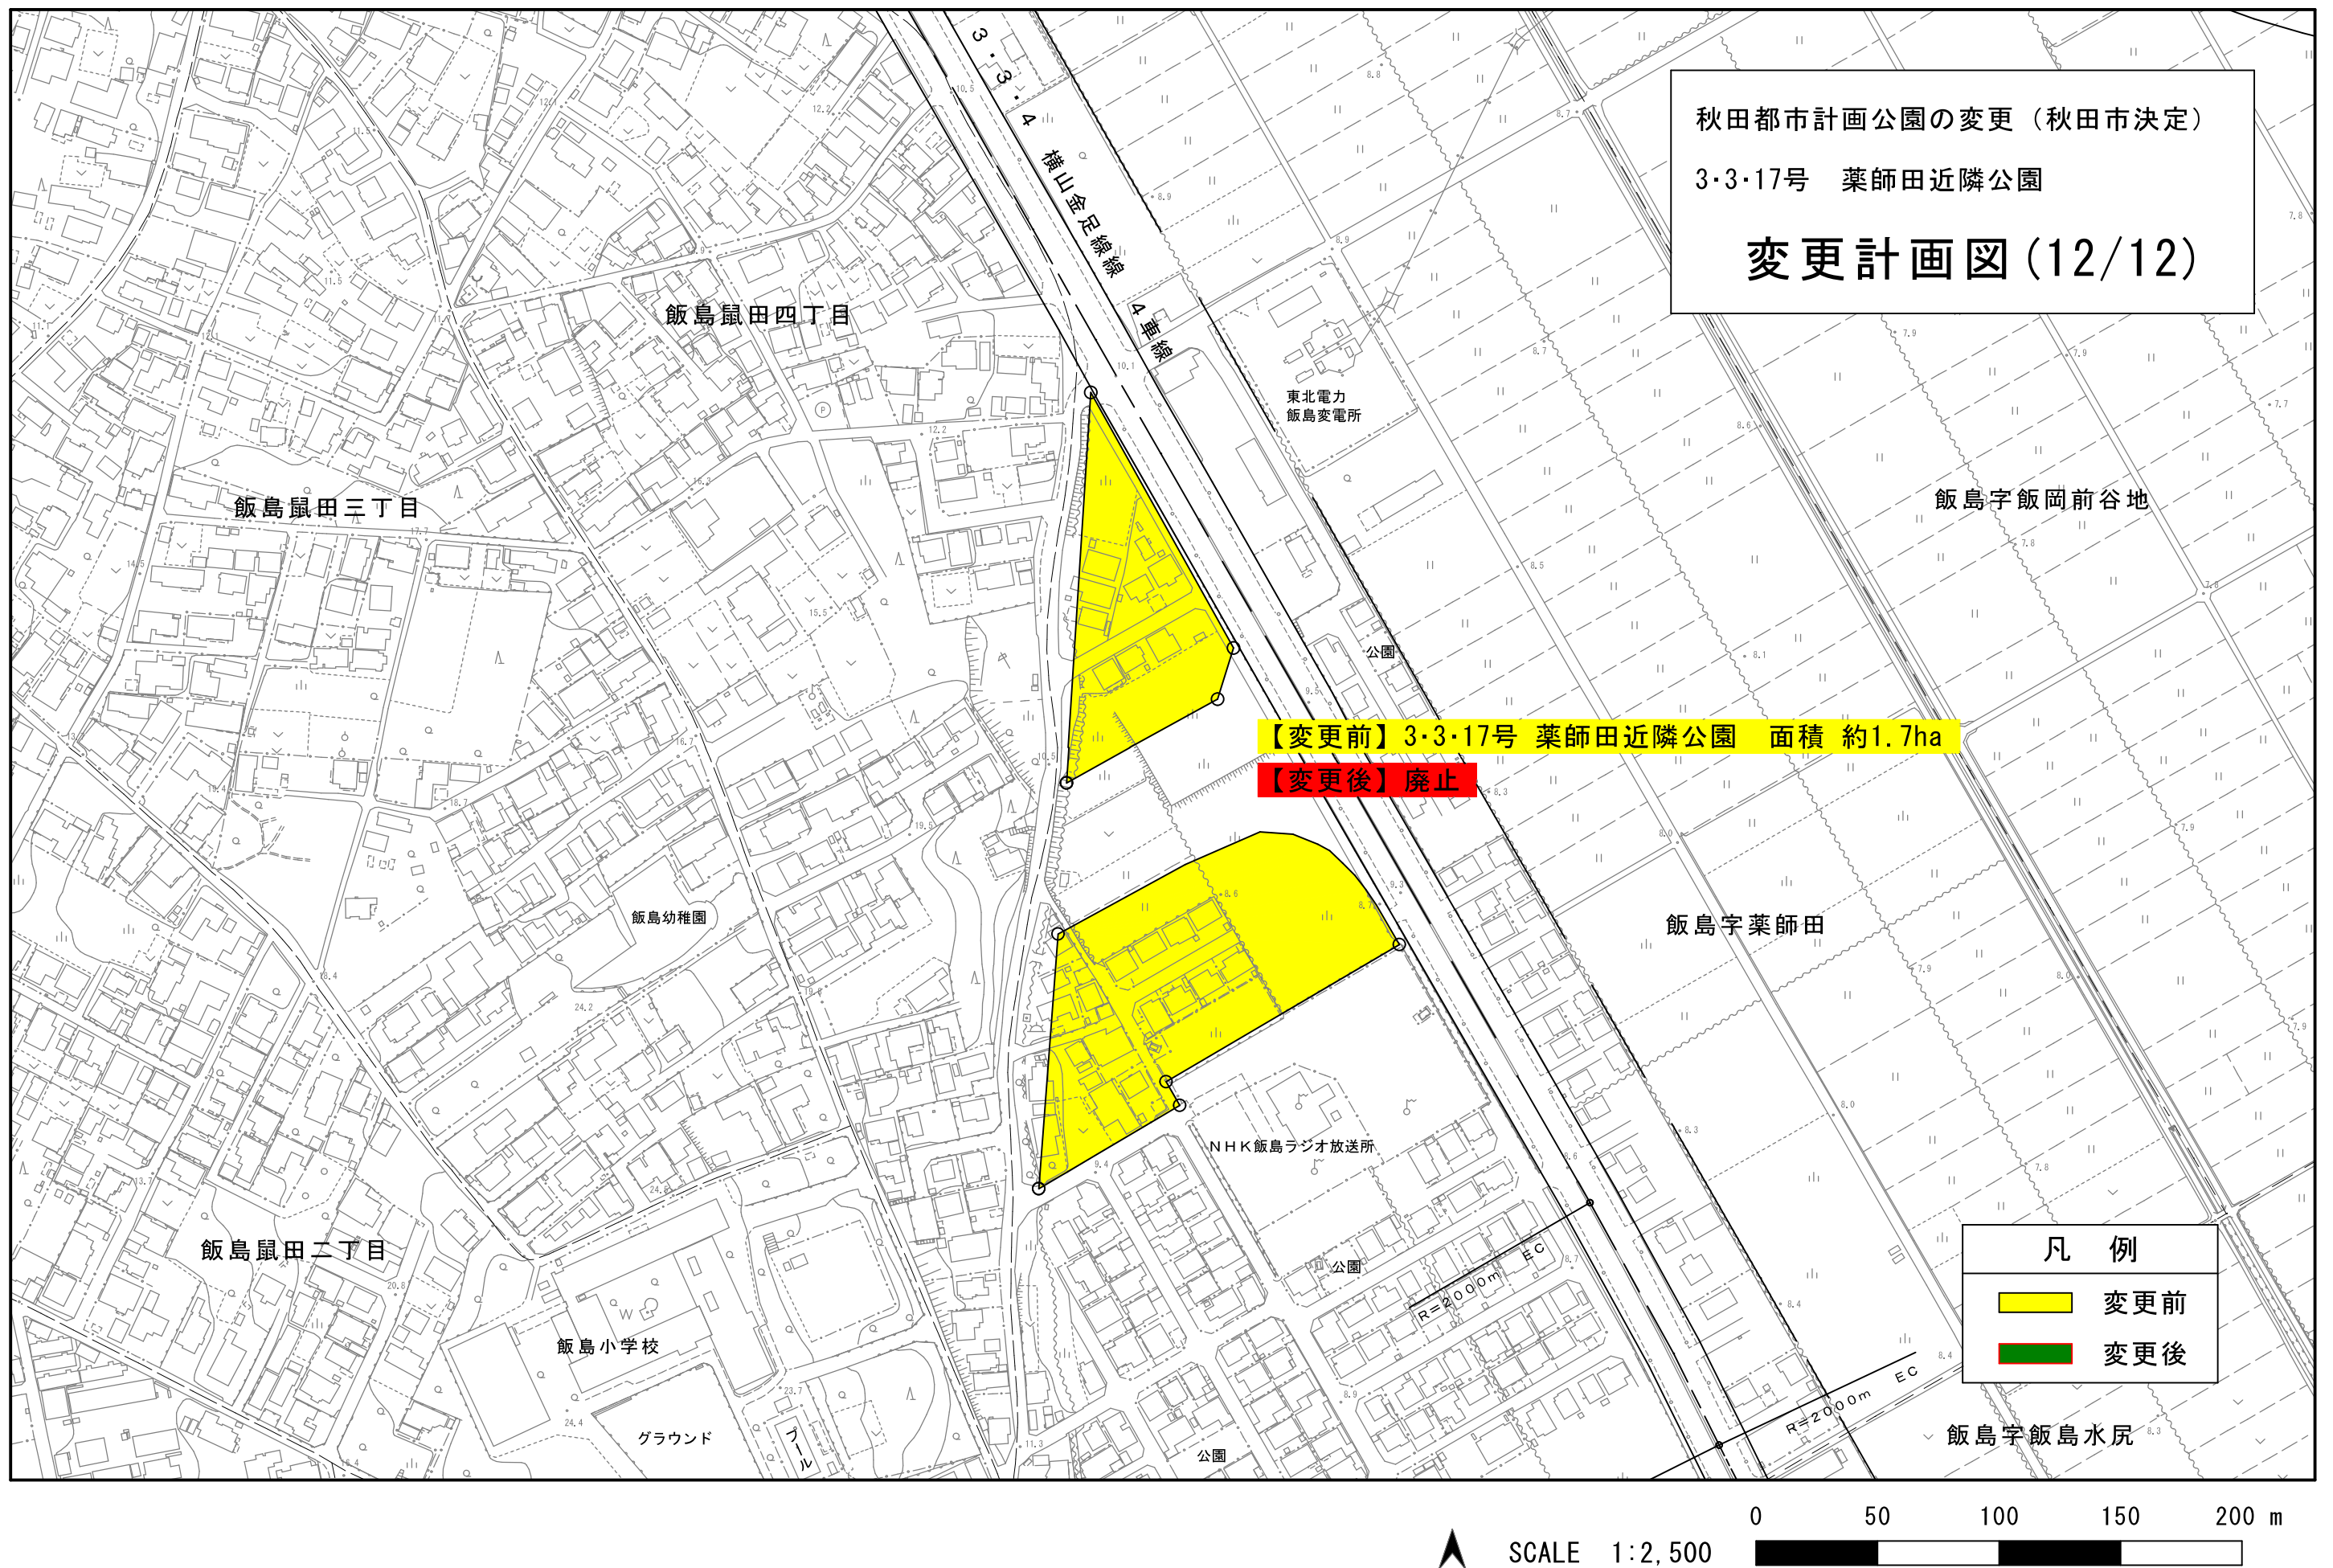 秋田都市計画公園の変更（秋田市決定）
3・3・17号　薬師田近隣公園
変更計画図(12/12)
3・3・4　横山金足線線　4車線
飯島鼠田四丁目
東北電力
飯島変電所
飯島鼠田三丁目
飯島字飯岡前谷地
公園
【変更前】3・3・17号 薬師田近隣公園　面積 約1.7ha
【変更後】廃止
飯島幼稚園
飯島字薬師田
NHK飯島ラジオ放送所
飯島鼠田二丁目
公園
R=2000m　EC
飯島小学校
グラウンド
プール
公園
R=2000m　EC
飯島字飯島水尻
凡　例
変更前
変更後
0　50　100　150　200 m
SCALE　1:2,500